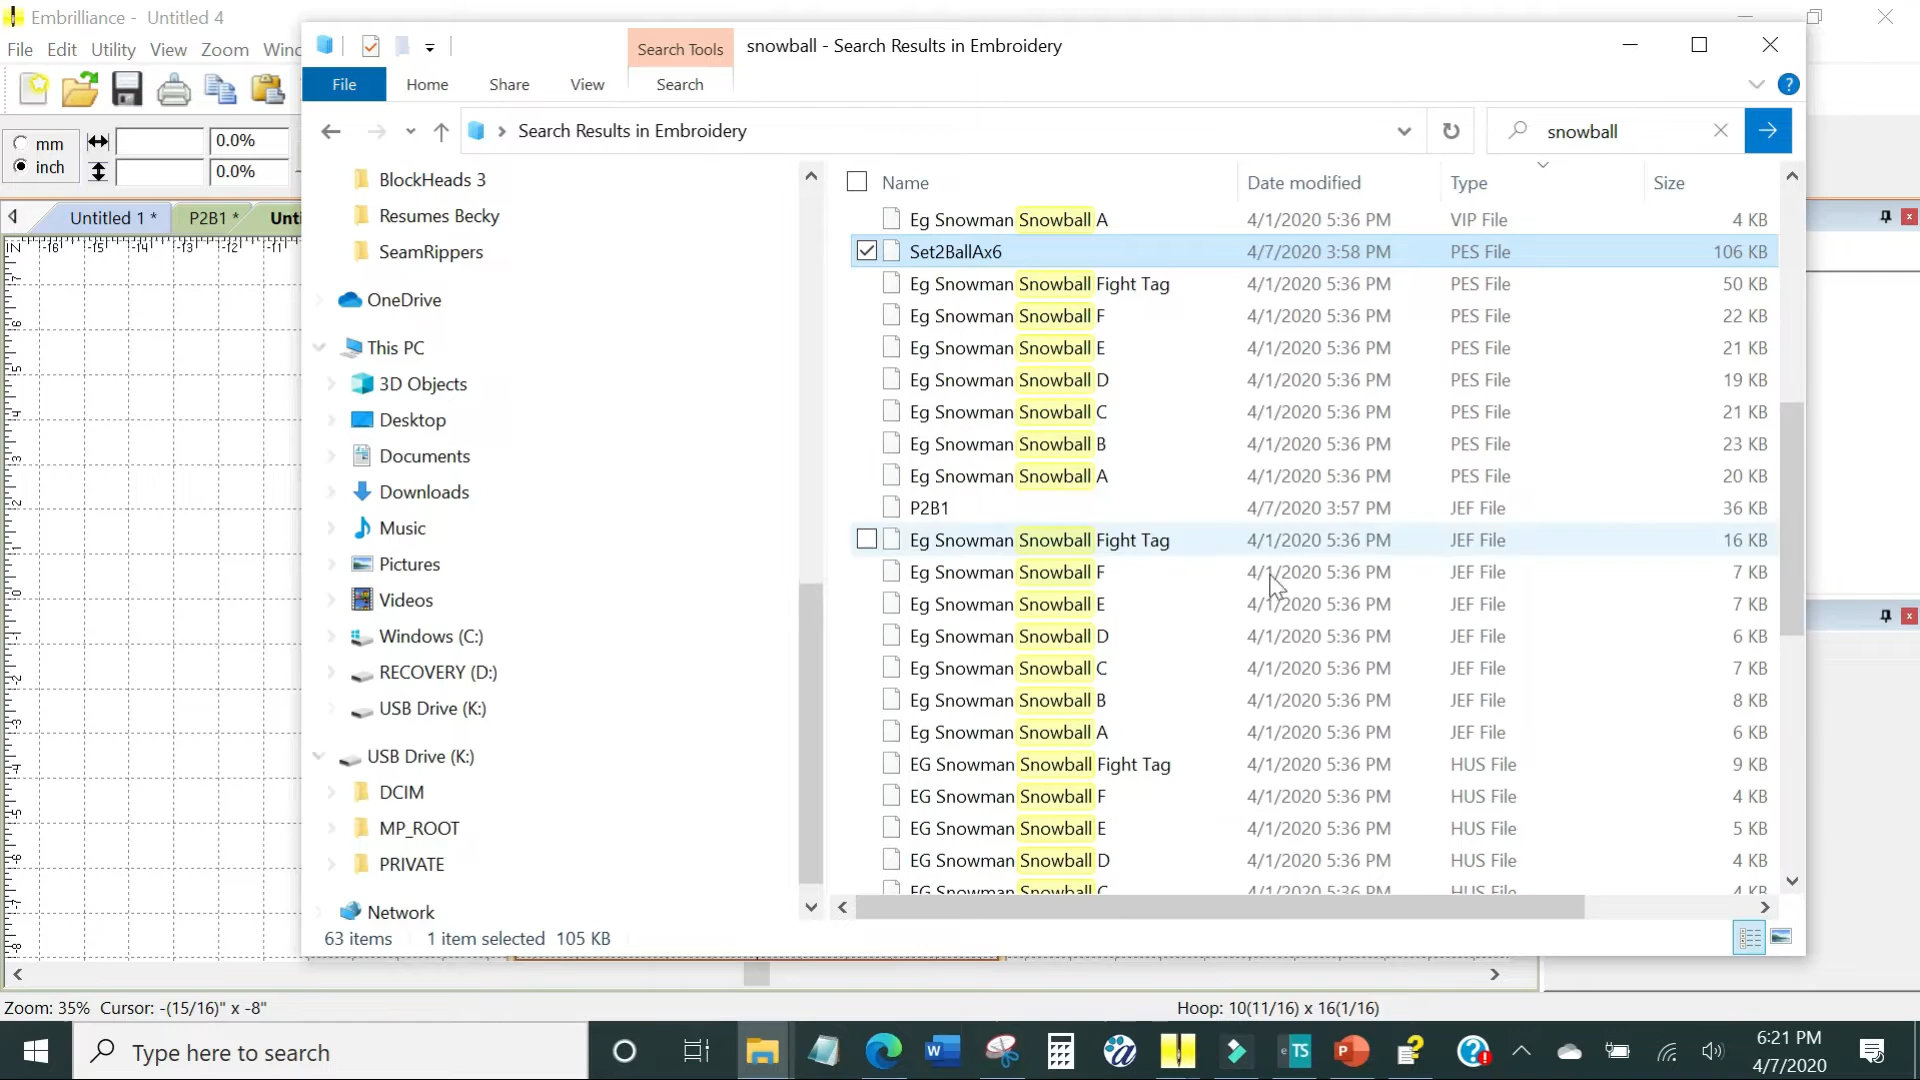 Embrilliance - Untitled 4
File Edit Utility View Zoom Wind
mm
inch
0.0%
0.0%
Untitled 1 *
P2B1 *
Unti
Search Tools
snowball - Search Results in Embroidery
File Home Share View Search
Search Results in Embroidery
snowball
BlockHeads 3
Resumes Becky
SeamRippers
OneDrive
This PC
3D Objects
Desktop
Documents
Downloads
Music
Pictures
Videos
Windows (C:)
RECOVERY (D:)
USB Drive (K:)
USB Drive (K:)
DCIM
MP_ROOT
PRIVATE
Network
Name Date modified Type Size
Eg Snowman Snowball A 4/1/2020 5:36 PM VIP File 4 KB
Set2BallAx6 4/7/2020 3:58 PM PES File 106 KB
Eg Snowman Snowball Fight Tag 4/1/2020 5:36 PM PES File 50 KB
Eg Snowman Snowball F 4/1/2020 5:36 PM PES File 22 KB
Eg Snowman Snowball E 4/1/2020 5:36 PM PES File 21 KB
Eg Snowman Snowball D 4/1/2020 5:36 PM PES File 19 KB
Eg Snowman Snowball C 4/1/2020 5:36 PM PES File 21 KB
Eg Snowman Snowball B 4/1/2020 5:36 PM PES File 23 KB
Eg Snowman Snowball A 4/1/2020 5:36 PM PES File 20 KB
P2B1 4/7/2020 3:57 PM JEF File 36 KB
Eg Snowman Snowball Fight Tag 4/1/2020 5:36 PM JEF File 16 KB
Eg Snowman Snowball F 4/1/2020 5:36 PM JEF File 7 KB
Eg Snowman Snowball E 4/1/2020 5:36 PM JEF File 7 KB
Eg Snowman Snowball D 4/1/2020 5:36 PM JEF File 6 KB
Eg Snowman Snowball C 4/1/2020 5:36 PM JEF File 7 KB
Eg Snowman Snowball B 4/1/2020 5:36 PM JEF File 8 KB
Eg Snowman Snowball A 4/1/2020 5:36 PM JEF File 6 KB
EG Snowman Snowball Fight Tag 4/1/2020 5:36 PM HUS File 9 KB
EG Snowman Snowball F 4/1/2020 5:36 PM HUS File 4 KB
EG Snowman Snowball E 4/1/2020 5:36 PM HUS File 5 KB
EG Snowman Snowball D 4/1/2020 5:36 PM HUS File 4 KB
EG Snowman Snowball C 4/1/2020 5:36 PM HUS File 4 KB
63 items 1 item selected 105 KB
Zoom: 35% Cursor: -(15/16)" x -8"
Hoop: 10(11/16) x 16(1/16)
Type here to search
6:21 PM
4/7/2020